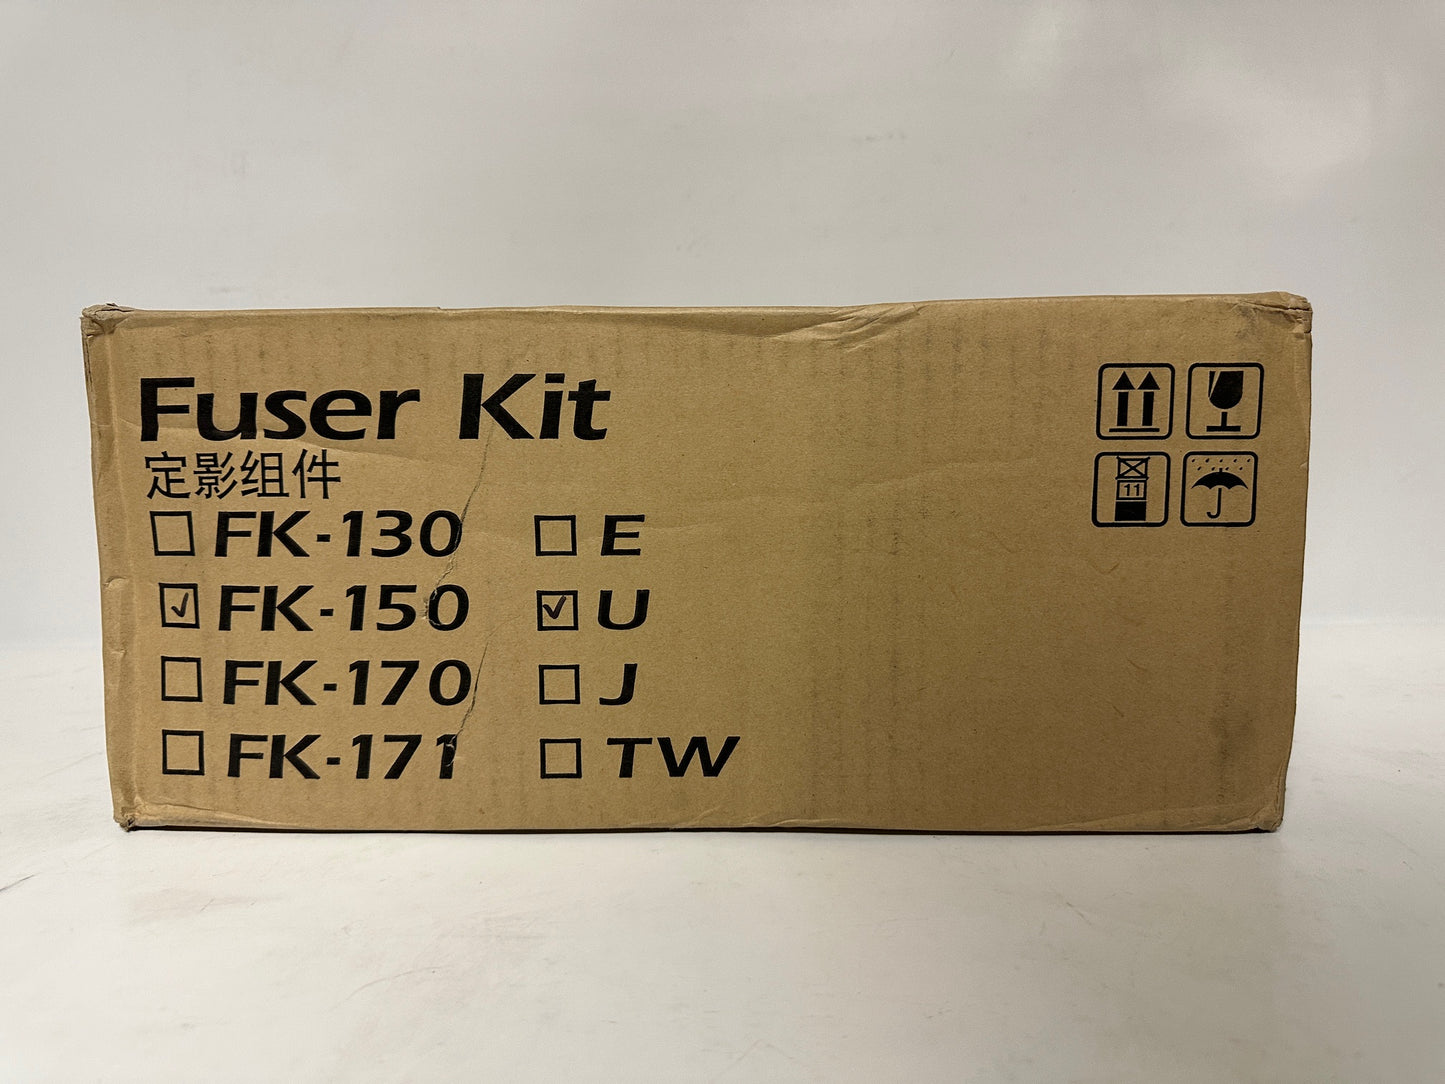 Fuser Kit
定影组件
FK-130 E
FK-150 U
FK-170 J
FK-171 TW
11